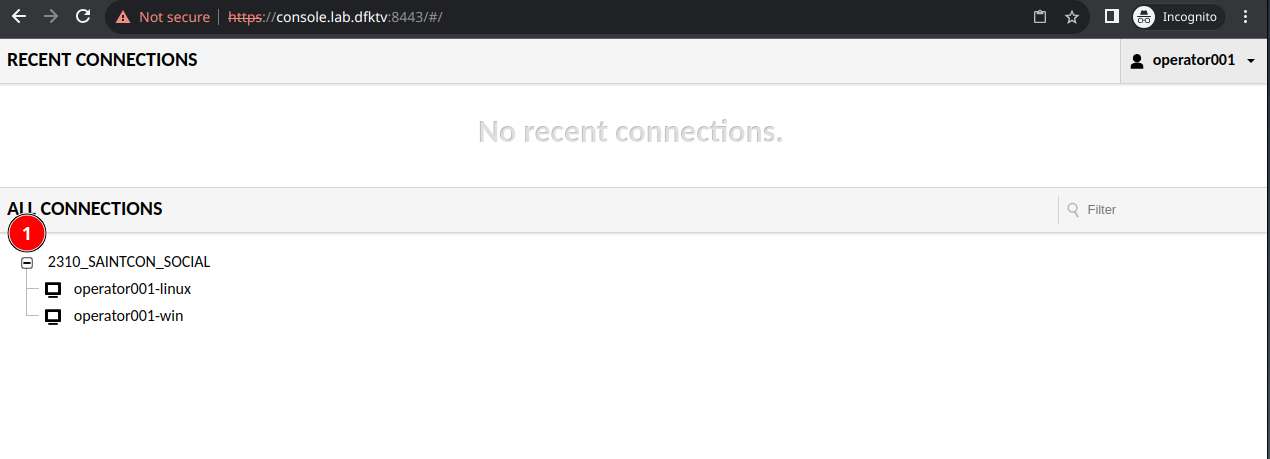 Not secure https://console.lab.dfktv:8443/#/ Incognito
RECENT CONNECTIONS operator001
No recent connections.
ALL CONNECTIONS Filter
1
2310_SAINTCON_SOCIAL
operator001-linux
operator001-win